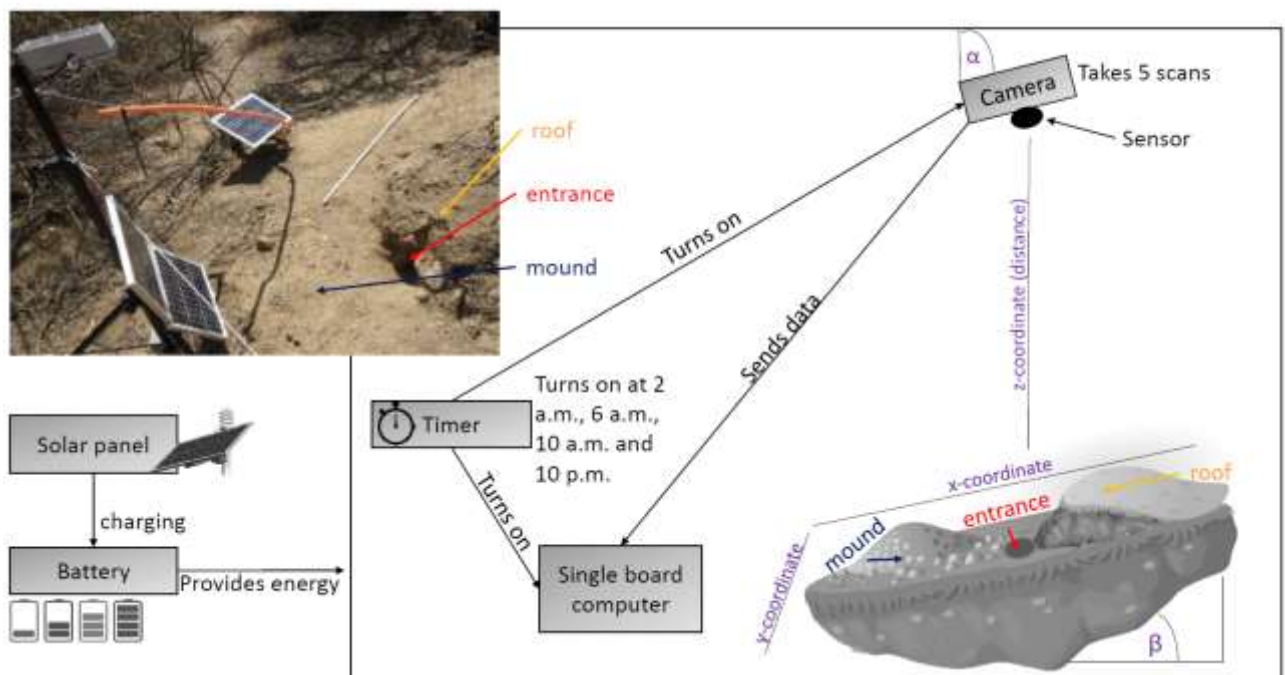 roof
entrance
mound
α
Camera
Takes 5 scans
Sensor
Turns on
Sends data
z-coordinate (distance)
Timer
Turns on at 2
a.m., 6 a.m.,
10 a.m. and
10 p.m.
Turns on
Single board
computer
Solar panel
charging
Battery
Provides energy
x-coordinate
roof
entrance
mound
y-coordinate
β